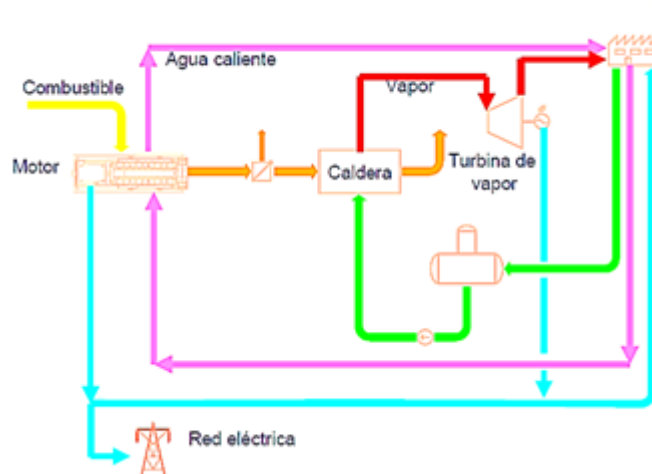 Agua caliente
Combustible
Vapor
Motor
Caldera
Turbina de
vapor
Red eléctrica